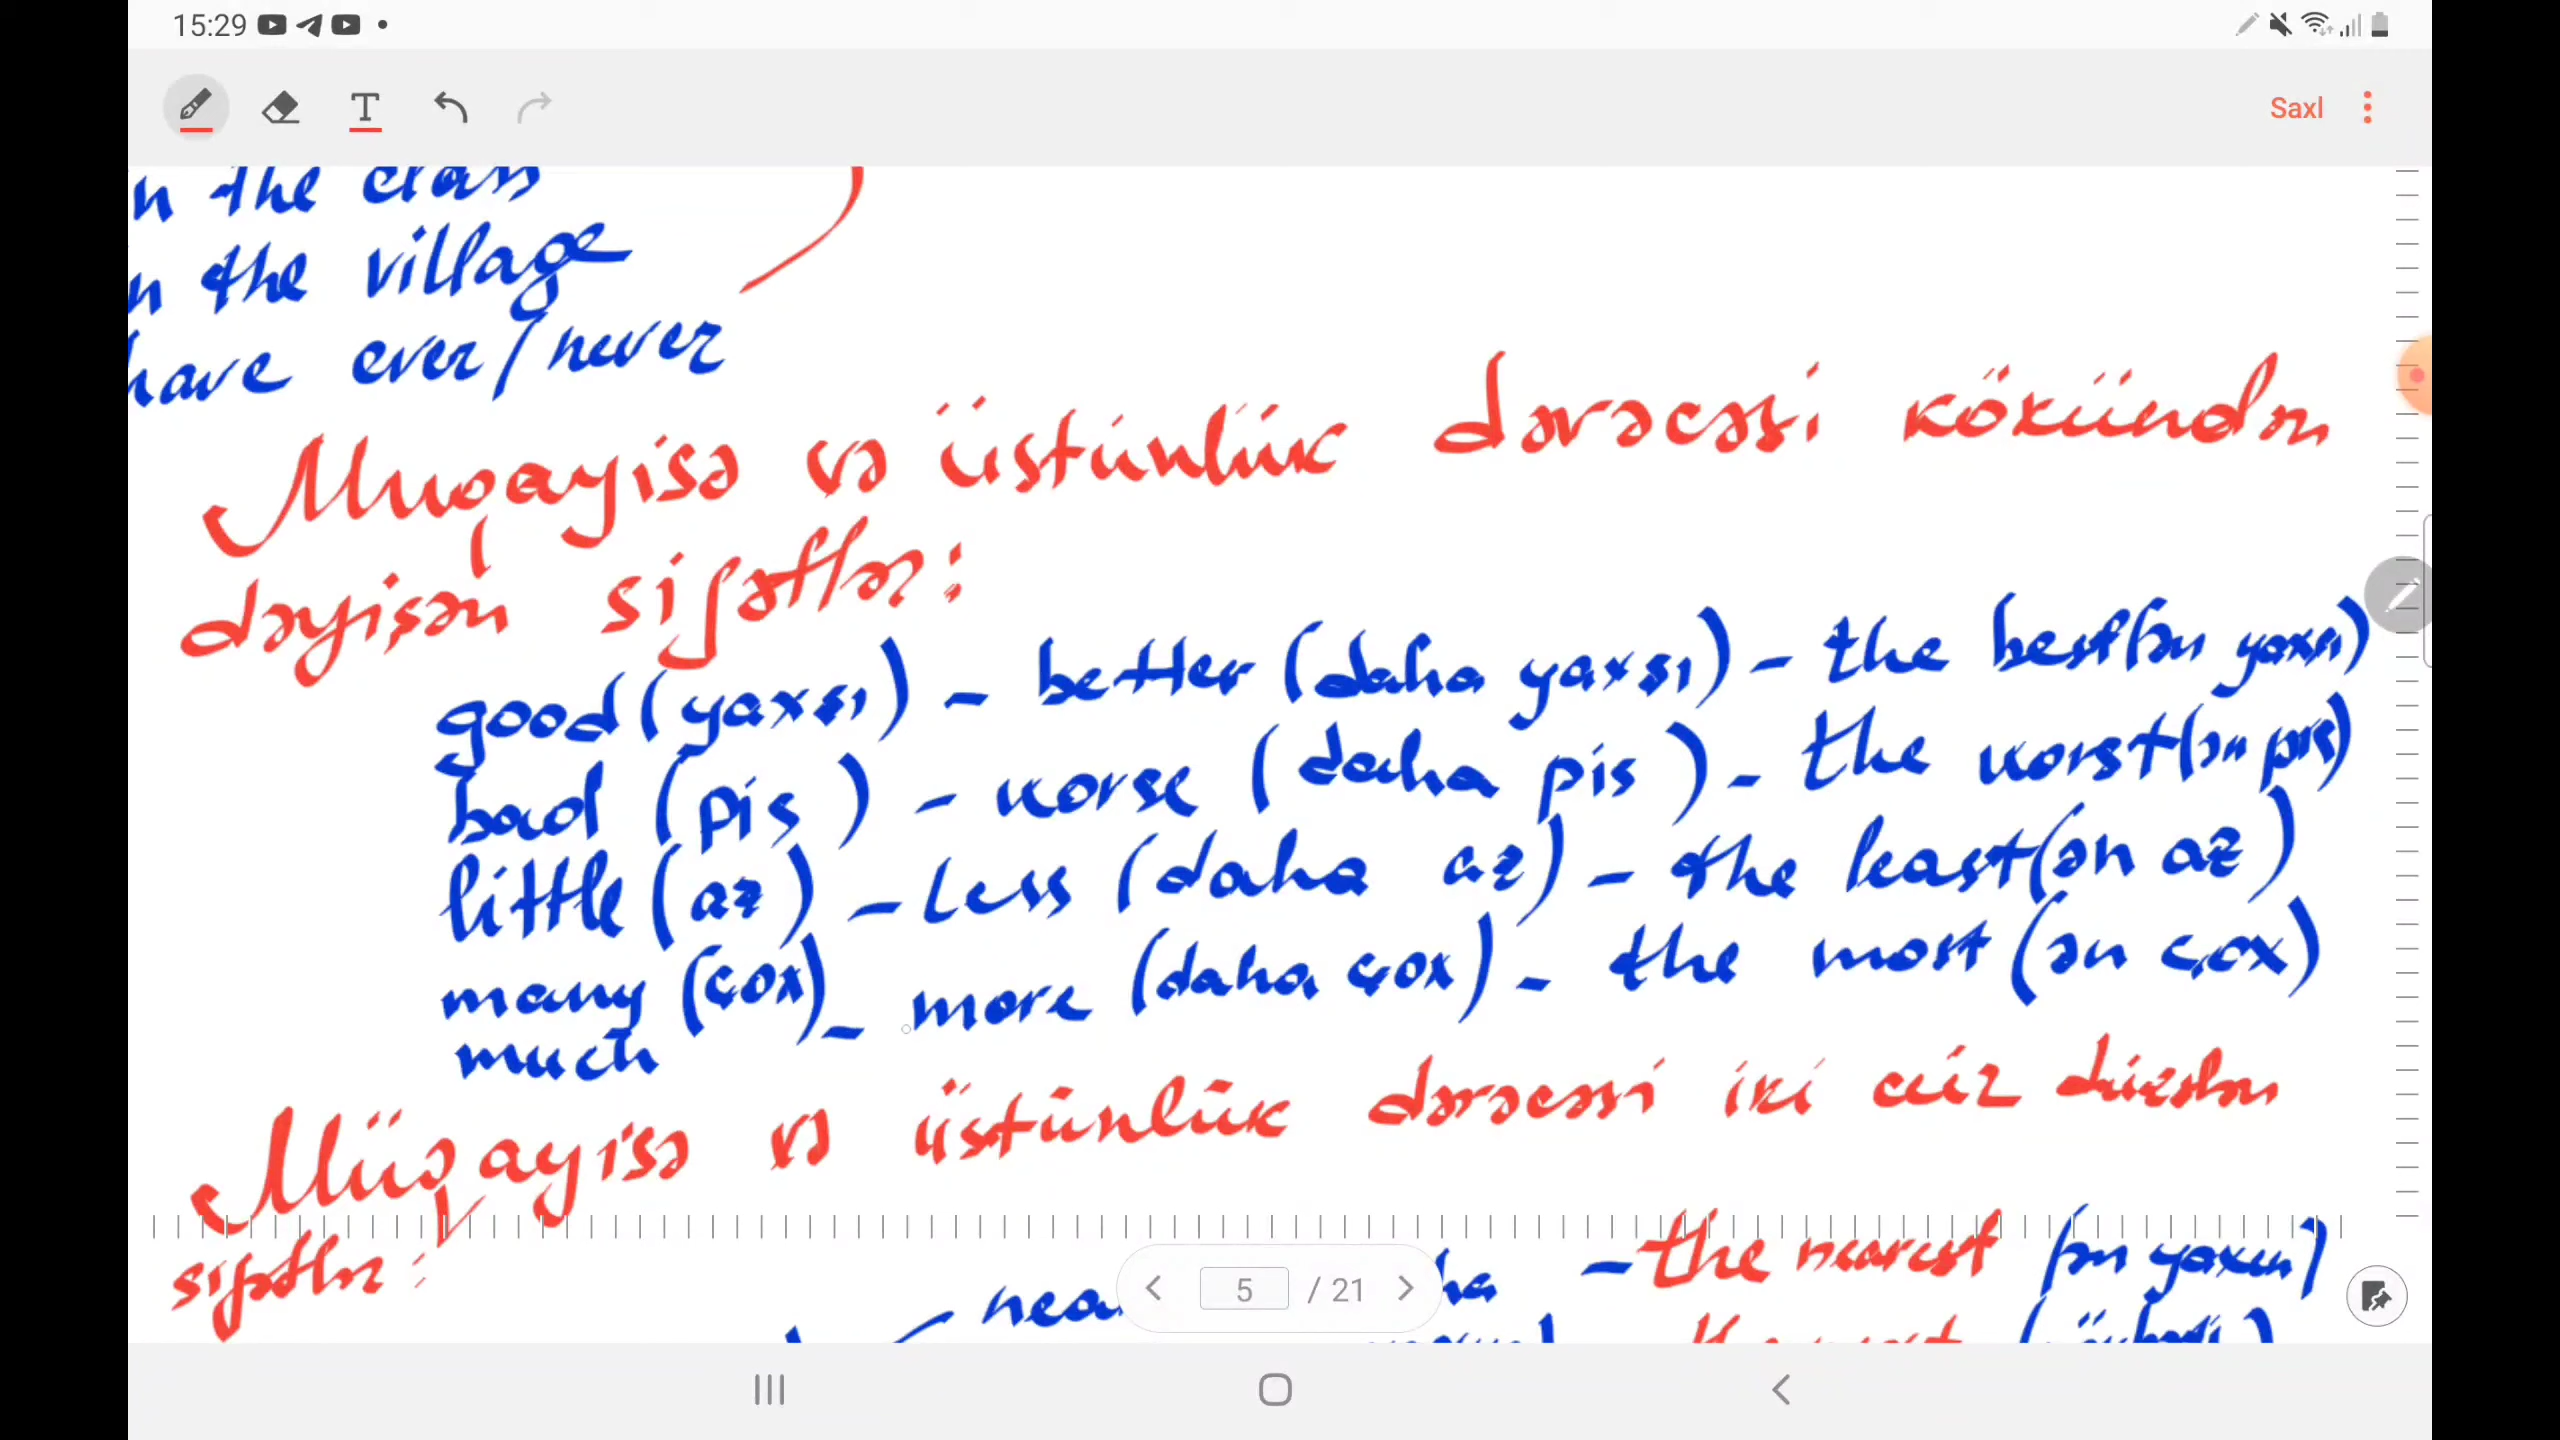 15:29
Saxl
n the class
n the village
have ever/never
Muqayisə və üstünlük dərəcəsi kökündən
dəyişən sifətlər:
good (yaxşı) - better (daha yaxşı) - the best (ən yaxşı)
bad (pis) - worse (daha pis) - the worst (ən pis)
little (az) - less (daha az) - the least (ən az)
many (çox) - more (daha çox) - the most (ən çox)
much
Müqayisə və üstünlük dərəcəsi iki cür düzələn
sifətlər:
- the nearest (ən yaxın)
5 / 21